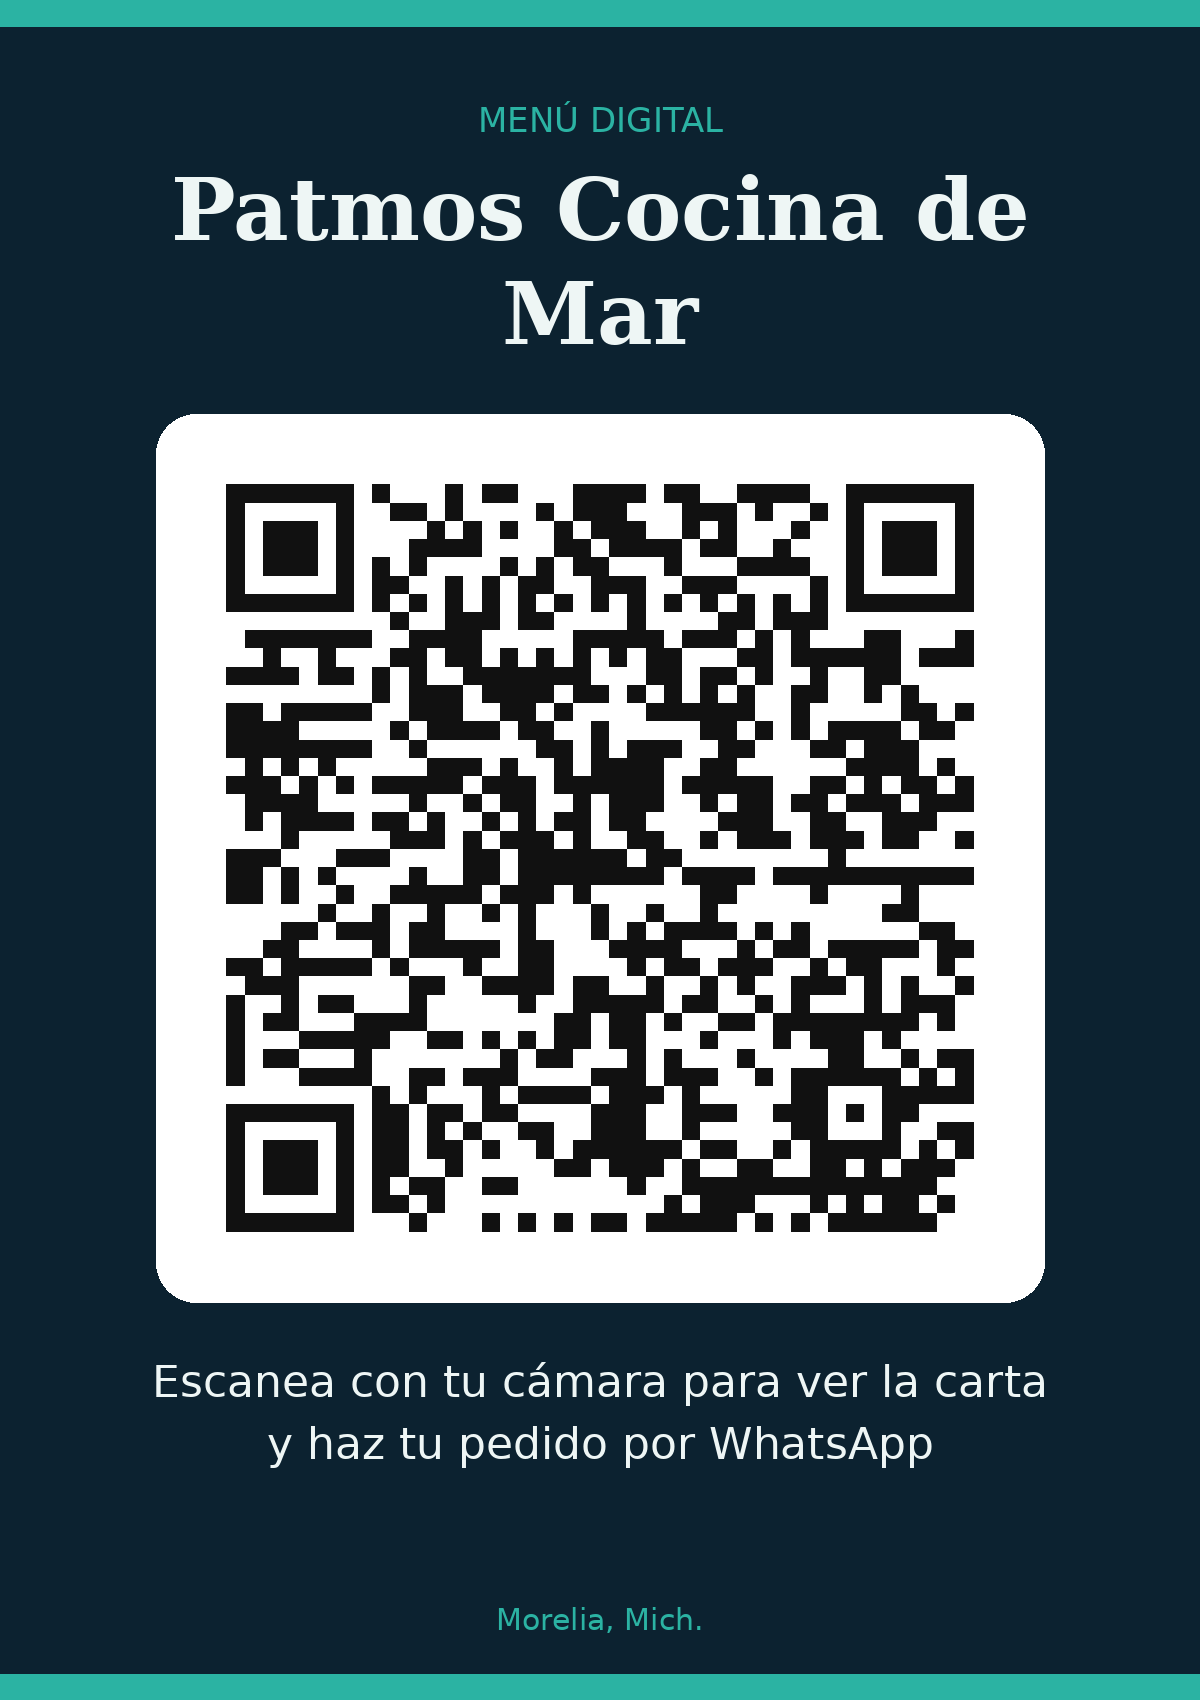 MENÚ DIGITAL
Patmos Cocina de
Mar
Escanea con tu cámara para ver la carta
y haz tu pedido por WhatsApp
Morelia, Mich.